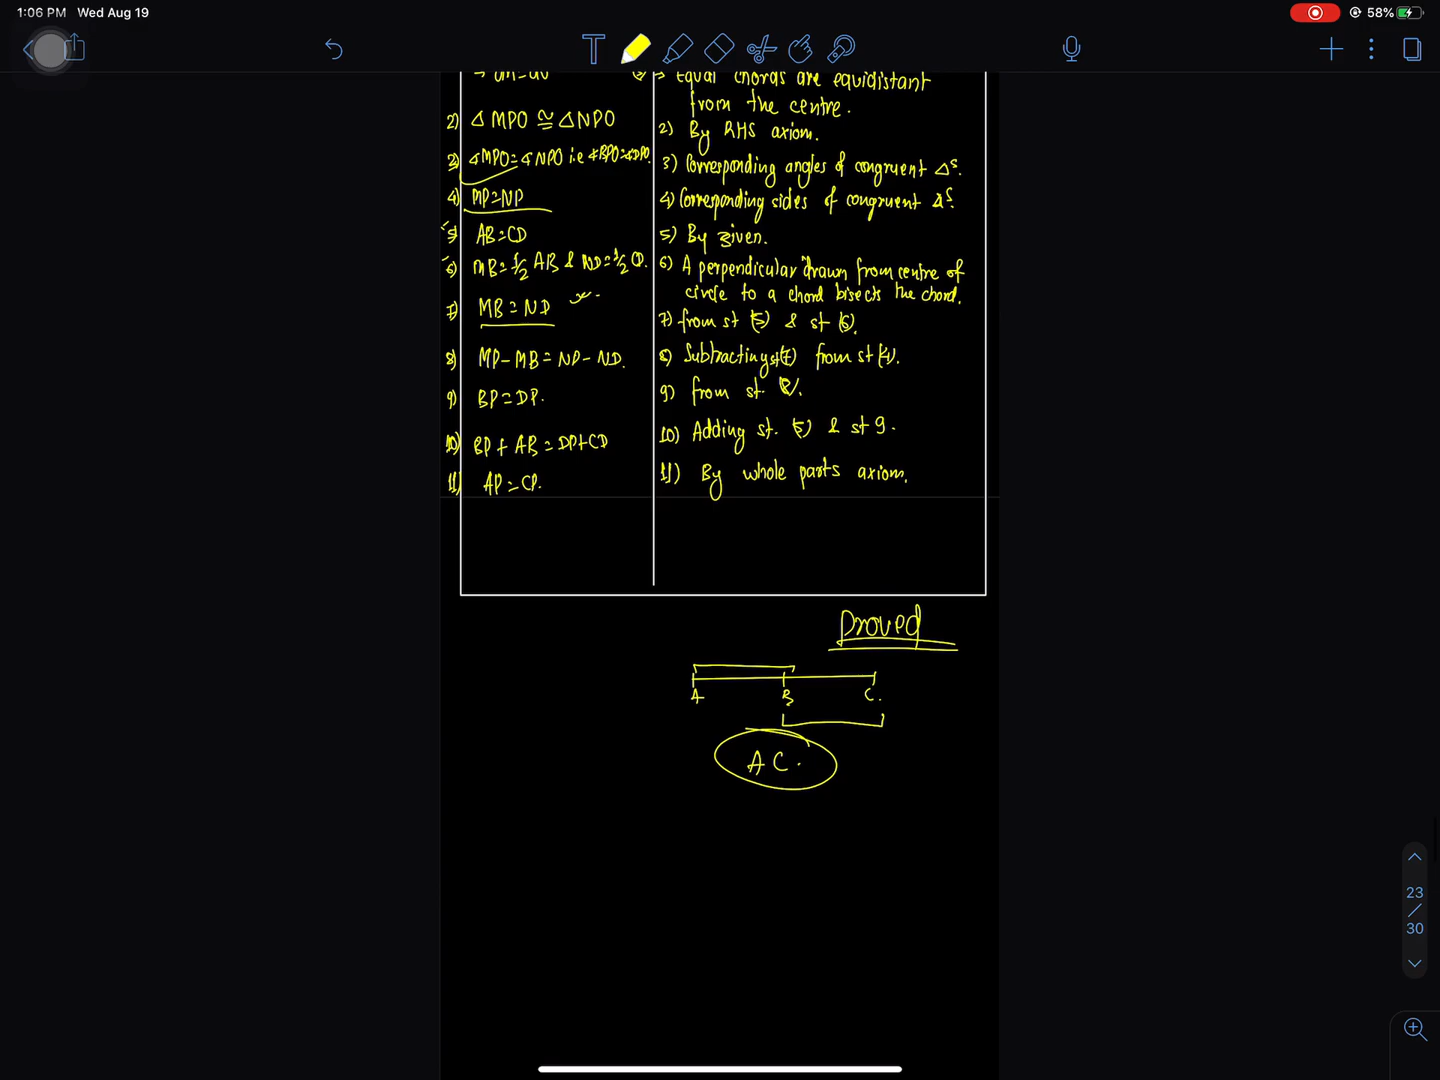 1:06 PM Wed Aug 19
58%
from the centre.
Equal chords are equidistant
2) △ MPO ≅ △NPO
2) By RHS axiom.
3) ∢MPO=∢NPO i.e ∢BPO=∢DPO.
3) Corresponding angles of congruent △s.
4) MP=NP
4) Corresponding sides of congruent △s.
5) AB=CD
5) By given.
6) MB=1/2 AB & ND=1/2 CD.
6) A perpendicular drawn from centre of
circle to a chord bisects the chord.
7) MB=ND
7) from st (5) & st (6).
8) MP-MB=NP-ND.
8) Subtracting st(7) from st(4).
9) BP=DP.
9) from st. 8.
10) BP+AB=DP+CD
10) Adding st. (5) & st 9.
11) AP=CP.
11) By whole parts axiom.
Proved
A B C.
AC.
23
/
30